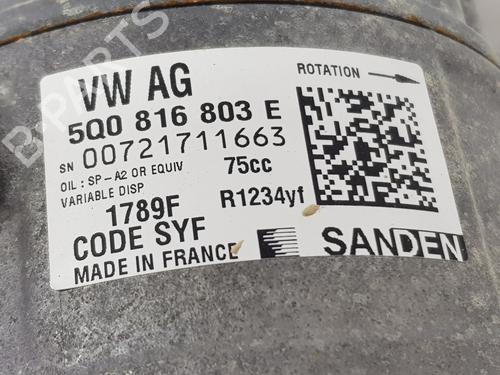 VW AG
ROTATION
5Q0 816 803 E
SN 00721711663
OIL : SP-A2 OR EQUIV 75cc
VARIABLE DISP
1789F R1234yf
CODE SYF
MADE IN FRANCE SANDEN
B-PARTS